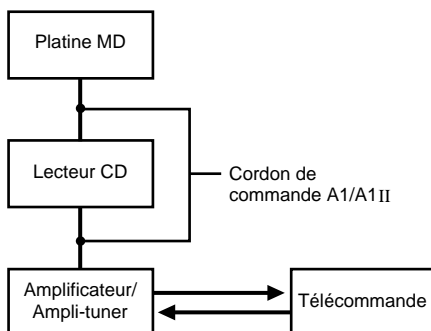 Platine MD
Lecteur CD
Cordon de
commande A1/A1II
Amplificateur/
Ampli-tuner
Télécommande